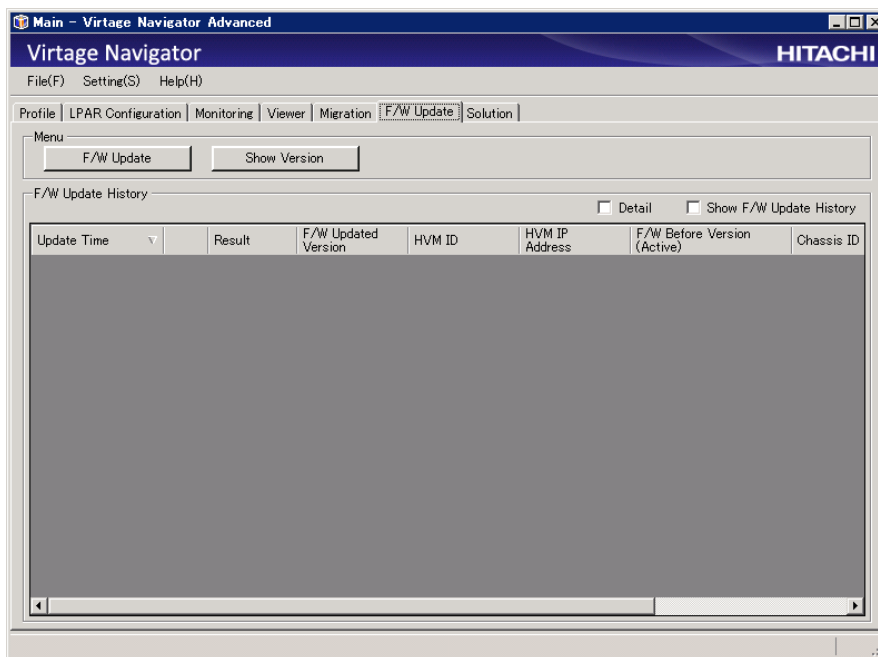 Main - Virtage Navigator Advanced
Virtage Navigator
HITACHI
File(F) Setting(S) Help(H)
Profile LPAR Configuration Monitoring Viewer Migration F/W Update Solution
Menu
F/W Update Show Version
F/W Update History
Detail Show F/W Update History
Update Time Result F/W Updated Version HVM ID HVM IP Address F/W Before Version (Active) Chassis ID